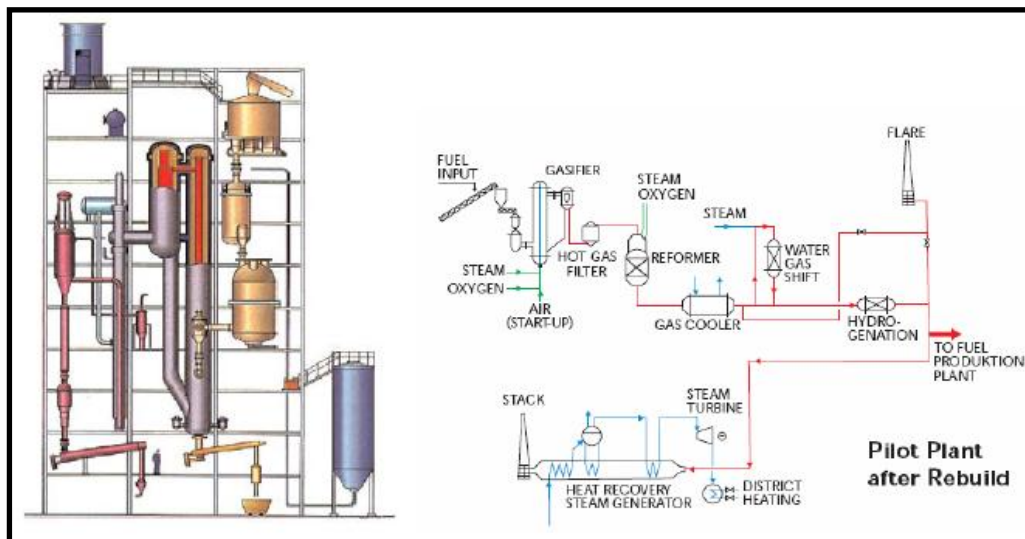 FLARE
FUEL
INPUT
GASIFIER
STEAM
OXYGEN
STEAM
HOT GAS
FILTER
REFORMER
WATER
GAS
SHIFT
STEAM
OXYGEN
AIR
(START-UP)
GAS COOLER
HYDRO-
GENATION
TO FUEL
PRODUKTION
PLANT
STACK
STEAM
TURBINE
HEAT RECOVERY
STEAM GENERATOR
DISTRICT
HEATING
Pilot Plant
after Rebuild